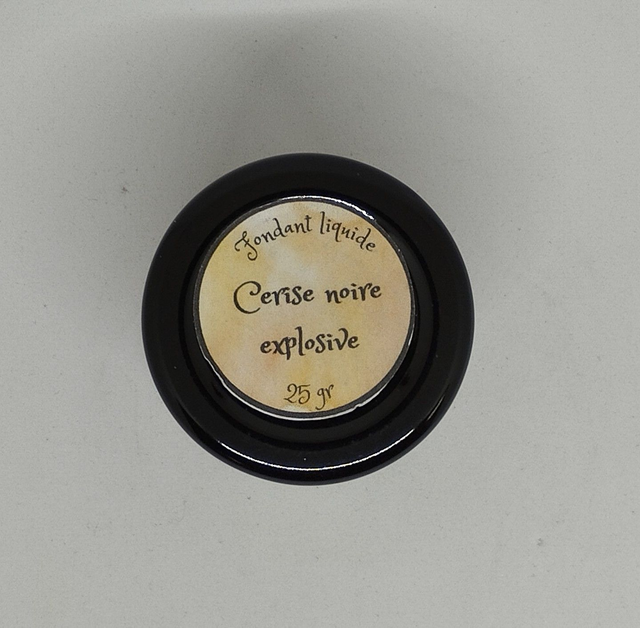 Fondant liquide
Cerise noire
explosive
25 gr